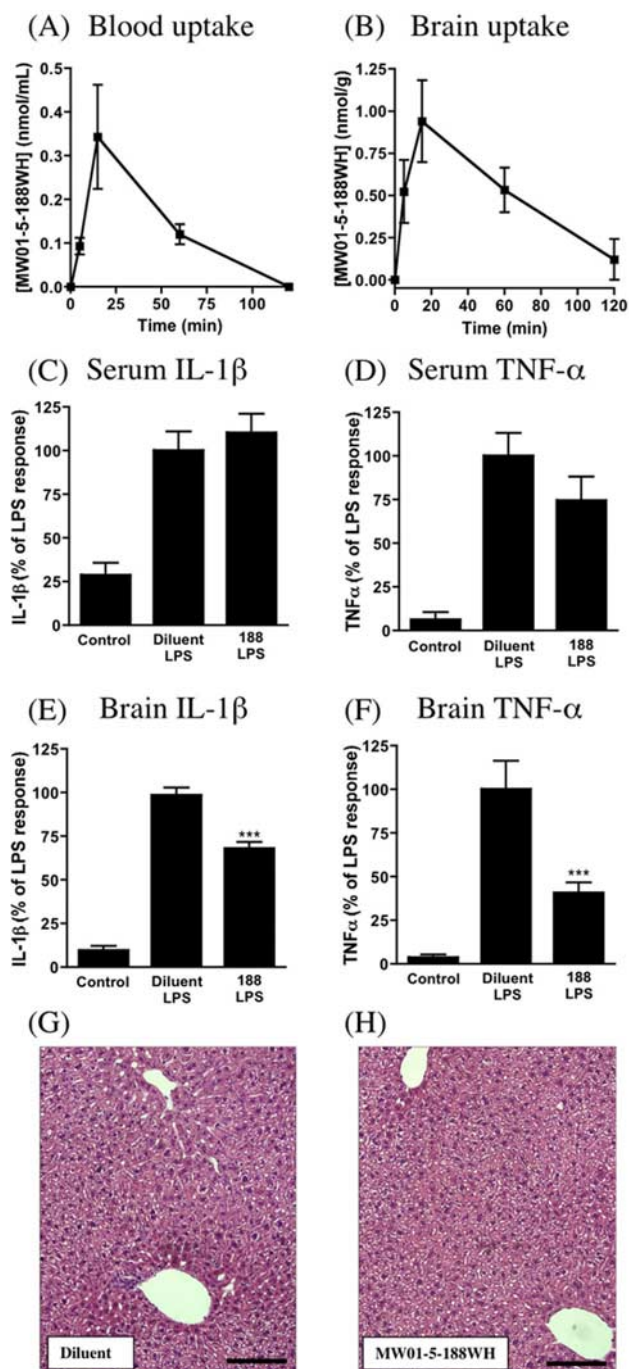 (A) Blood uptake
(B) Brain uptake
[MW01-5-188WH] (nmol/mL)
0.5
0.4
0.3
0.2
0.1
0.0
0 25 50 75 100
Time (min)
[MW01-5-188WH] (nmol/g)
1.25
1.00
0.75
0.50
0.25
0.00
0 20 40 60 80 100 120
Time (min)
(C) Serum IL-1β
(D) Serum TNF-α
IL-1β (% of LPS response)
125
100
75
50
25
0
Control
Diluent
LPS
188
LPS
TNFα (% of LPS response)
125
100
75
50
25
0
Control
Diluent
LPS
188
LPS
(E) Brain IL-1β
(F) Brain TNF-α
IL-1β (% of LPS response)
125
100
75
50
25
0
***
Control
Diluent
LPS
188
LPS
TNFα (% of LPS response)
125
100
75
50
25
0
***
Control
Diluent
LPS
188
LPS
(G)
(H)
Diluent
MW01-5-188WH